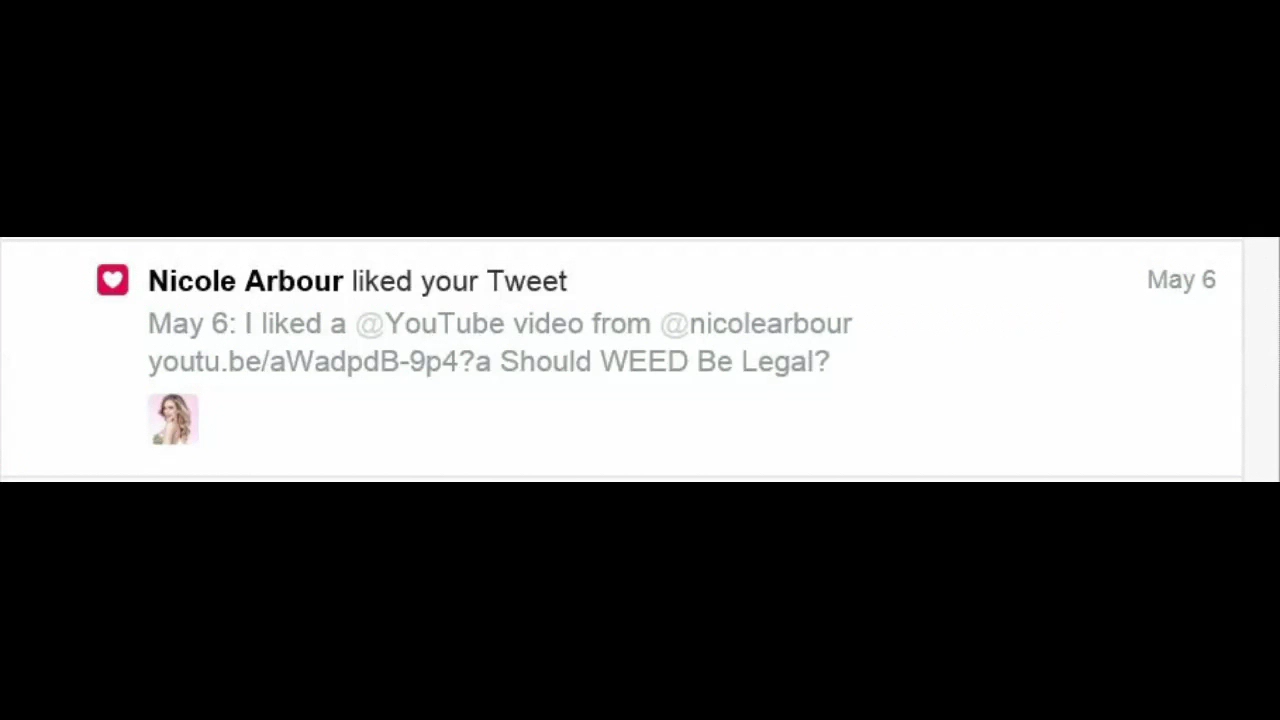 Nicole Arbour liked your Tweet May 6
May 6: I liked a @YouTube video from @nicolearbour
youtu.be/aWadpdB-9p4?a Should WEED Be Legal?